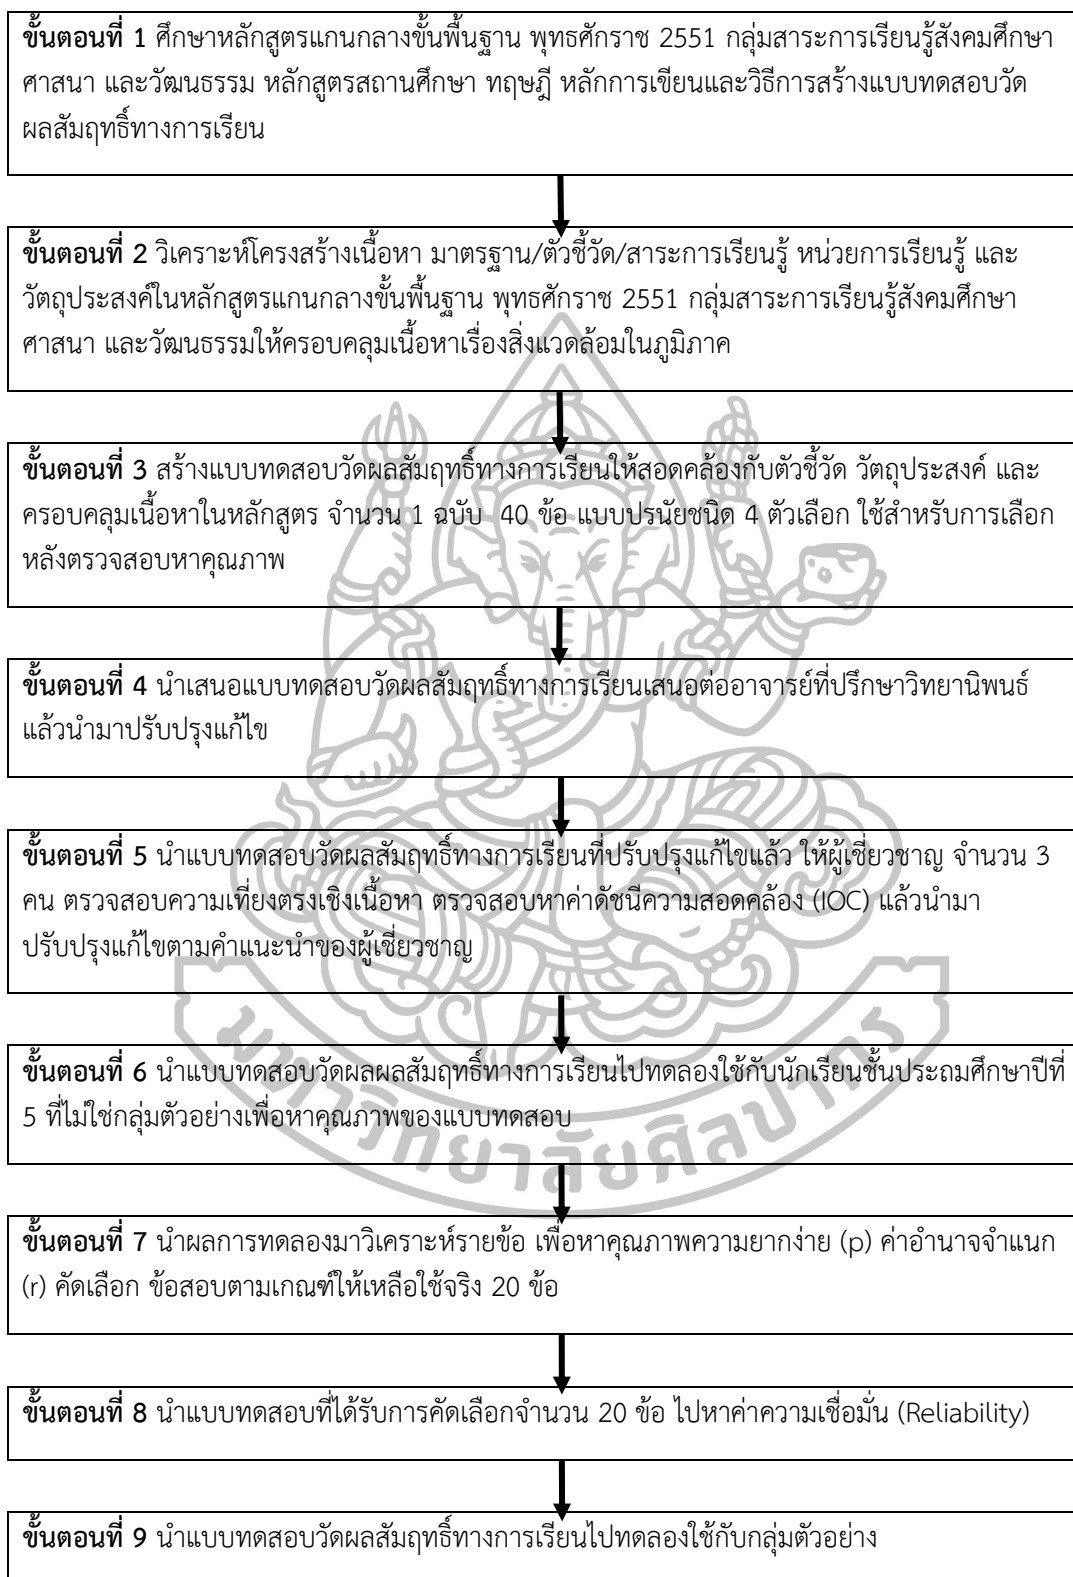 ขั้นตอนที่ 1 ศึกษาหลักสูตรแกนกลางขั้นพื้นฐาน พุทธศักราช 2551 กลุ่มสาระการเรียนรู้สังคมศึกษา
ศาสนา และวัฒนธรรม หลักสูตรสถานศึกษา ทฤษฎี หลักการเขียนและวิธีการสร้างแบบทดสอบวัด
ผลสัมฤทธิ์ทางการเรียน
ขั้นตอนที่ 2 วิเคราะห์โครงสร้างเนื้อหา มาตรฐาน/ตัวชี้วัด/สาระการเรียนรู้ หน่วยการเรียนรู้ และ
วัตถุประสงค์ในหลักสูตรแกนกลางขั้นพื้นฐาน พุทธศักราช 2551 กลุ่มสาระการเรียนรู้สังคมศึกษา
ศาสนา และวัฒนธรรมให้ครอบคลุมเนื้อหาเรื่องสิ่งแวดล้อมในภูมิภาค
ขั้นตอนที่ 3 สร้างแบบทดสอบวัดผลสัมฤทธิ์ทางการเรียนให้สอดคล้องกับตัวชี้วัด วัตถุประสงค์ และ
ครอบคลุมเนื้อหาในหลักสูตร จำนวน 1 ฉบับ 40 ข้อ แบบปรนัยชนิด 4 ตัวเลือก ใช้สำหรับการเลือก
หลังตรวจสอบหาคุณภาพ
ขั้นตอนที่ 4 นำเสนอแบบทดสอบวัดผลสัมฤทธิ์ทางการเรียนเสนอต่ออาจารย์ที่ปรึกษาวิทยานิพนธ์
แล้วนำมาปรับปรุงแก้ไข
ขั้นตอนที่ 5 นำแบบทดสอบวัดผลสัมฤทธิ์ทางการเรียนที่ปรับปรุงแก้ไขแล้ว ให้ผู้เชี่ยวชาญ จำนวน 3
คน ตรวจสอบความเที่ยงตรงเชิงเนื้อหา ตรวจสอบหาค่าดัชนีความสอดคล้อง (IOC) แล้วนำมา
ปรับปรุงแก้ไขตามคำแนะนำของผู้เชี่ยวชาญ
ขั้นตอนที่ 6 นำแบบทดสอบวัดผลผลสัมฤทธิ์ทางการเรียนไปทดลองใช้กับนักเรียนชั้นประถมศึกษาปีที่
5 ที่ไม่ใช่กลุ่มตัวอย่างเพื่อหาคุณภาพของแบบทดสอบ
มหาวิทยาลัยศิลปากร
ขั้นตอนที่ 7 นำผลการทดลองมาวิเคราะห์รายข้อ เพื่อหาคุณภาพความยากง่าย (p) ค่าอำนาจจำแนก
(r) คัดเลือก ข้อสอบตามเกณฑ์ให้เหลือใช้จริง 20 ข้อ
ขั้นตอนที่ 8 นำแบบทดสอบที่ได้รับการคัดเลือกจำนวน 20 ข้อ ไปหาค่าความเชื่อมั่น (Reliability)
ขั้นตอนที่ 9 นำแบบทดสอบวัดผลสัมฤทธิ์ทางการเรียนไปทดลองใช้กับกลุ่มตัวอย่าง